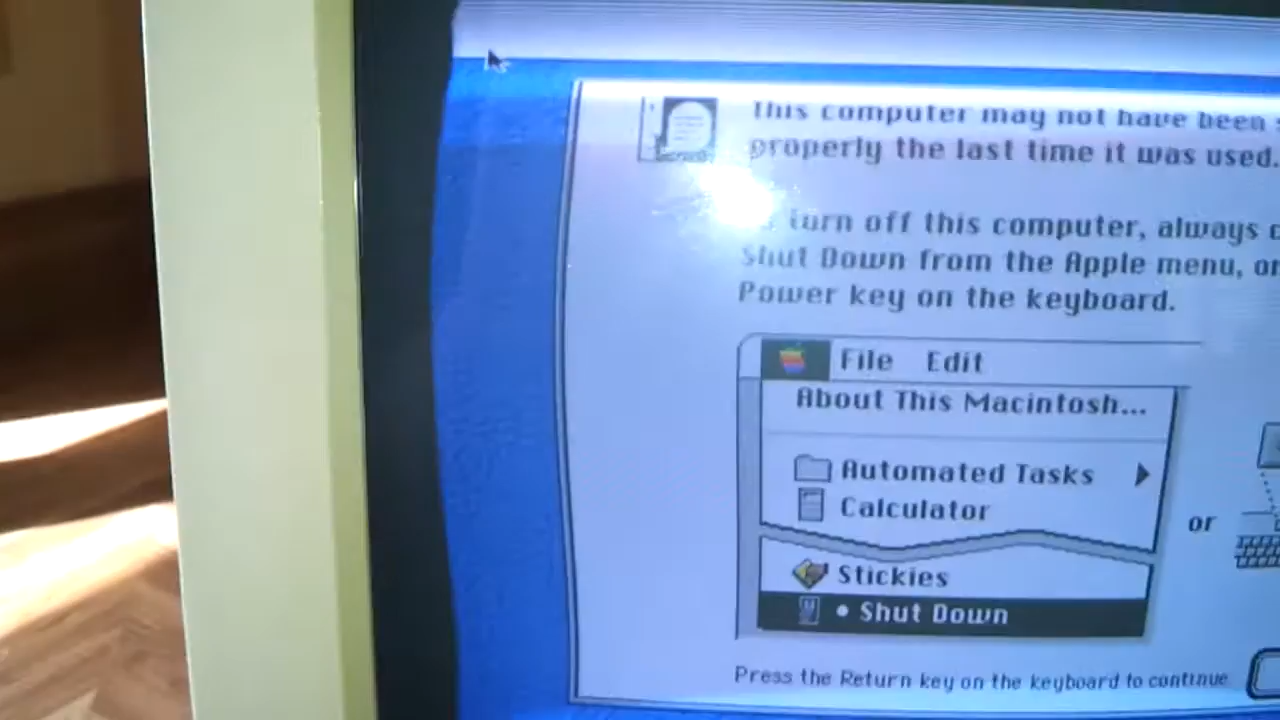 This computer may not have been
properly the last time it was used.
turn off this computer, always
Shut Down from the Apple menu, or
Power key on the keyboard.
File Edit
About This Macintosh...
Automated Tasks
Calculator
or
Stickies
• Shut Down
Press the Return key on the keyboard to continue